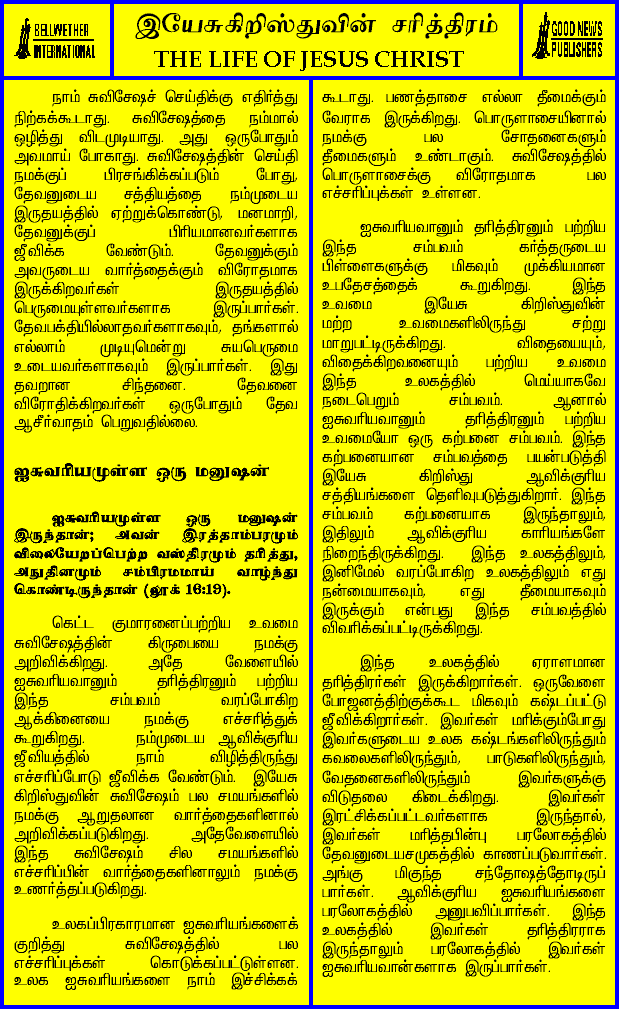 BELLWETHER
INTERNATIONAL
இயேசுகிறிஸ்துவின் சரித்திரம்
THE LIFE OF JESUS CHRIST
GOOD NEWS
PUBLISHERS
நாம் சுவிசேஷச் செய்திக்கு எதிர்த்து
நிற்கக்கூடாது. சுவிசேஷத்தை நம்மால்
ஒழித்து விடமுடியாது. அது ஒருபோதும்
அவமாய் போகாது. சுவிசேஷத்தின் செய்தி
நமக்குப் பிரசங்கிக்கப்படும் போது,
தேவனுடைய சத்தியத்தை நம்முடைய
இருதயத்தில் ஏற்றுக்கொண்டு, மனமாறி,
தேவனுக்குப் பிரியமானவர்களாக
ஜீவிக்க வேண்டும். தேவனுக்கும்
அவருடைய வார்த்தைக்கும் விரோதமாக
இருக்கிறவர்கள் இருதயத்தில்
பெருமையுள்ளவர்களாக இருப்பார்கள்.
தேவபக்தியில்லாதவர்களாகவும், தங்களால்
எல்லாம் முடியுமென்று சுயபெருமை
உடையவர்களாகவும் இருப்பார்கள். இது
தவறான சிந்தனை. தேவனை
விரோதிக்கிறவர்கள் ஒருபோதும் தேவ
ஆசீர்வாதம் பெறுவதில்லை.
ஐசுவரியமுள்ள ஒரு மனுஷன்
ஐசுவரியமுள்ள ஒரு மனுஷன்
இருந்தான்; அவன் இரத்தாம்பரமும்
விலையேறப்பெற்ற வஸ்திரமும் தரித்து,
அநுதினமும் சம்பிரமமாய் வாழ்ந்து
கொண்டிருந்தான் (லூக் 16:19).
கெட்ட குமாரனைப்பற்றிய உவமை
சுவிசேஷத்தின் கிருபையை நமக்கு
அறிவிக்கிறது. அதே வேளையில்
ஐசுவரியவானும் தரித்திரனும் பற்றிய
இந்த சம்பவம் வரப்போகிற
ஆக்கினையை நமக்கு எச்சரித்துக்
கூறுகிறது. நம்முடைய ஆவிக்குரிய
ஜீவியத்தில் நாம் விழித்திருந்து
எச்சரிப்போடு ஜீவிக்க வேண்டும். இயேசு
கிறிஸ்துவின் சுவிசேஷம் பல சமயங்களில்
நமக்கு ஆறுதலான வார்த்தைகளினால்
அறிவிக்கப்படுகிறது. அதேவேளையில்
இந்த சுவிசேஷம் சில சமயங்களில்
எச்சரிப்பின் வார்த்தைகளினாலும் நமக்கு
உணர்த்தப்படுகிறது.
உலகப்பிரகாரமான ஐசுவரியங்களைக்
குறித்து சுவிசேஷத்தில் பல
எச்சரிப்புக்கள் கொடுக்கப்பட்டுள்ளன.
உலக ஐசுவரியங்களை நாம் இச்சிக்கக்
கூடாது. பணத்தாசை எல்லா தீமைக்கும்
வேராக இருக்கிறது. பொருளாசையினால்
நமக்கு பல சோதனைகளும்
தீமைகளும் உண்டாகும். சுவிசேஷத்தில்
பொருளாசைக்கு விரோதமாக பல
எச்சரிப்புக்கள் உள்ளன.
ஐசுவரியவானும் தரித்திரனும் பற்றிய
இந்த சம்பவம் கர்த்தருடைய
பிள்ளைகளுக்கு மிகவும் முக்கியமான
உபதேசத்தைக் கூறுகிறது. இந்த
உவமை இயேசு கிறிஸ்துவின்
மற்ற உவமைகளிலிருந்து சற்று
மாறுபட்டிருக்கிறது. விதையையும்,
விதைக்கிறவனையும் பற்றிய உவமை
இந்த உலகத்தில் மெய்யாகவே
நடைபெறும் சம்பவம். ஆனால்
ஐசுவரியவானும் தரித்திரனும் பற்றிய
உவமையோ ஒரு கற்பனை சம்பவம். இந்த
கற்பனையான சம்பவத்தை பயன்படுத்தி
இயேசு கிறிஸ்து ஆவிக்குரிய
சத்தியங்களை தெளிவுபடுத்துகிறார். இந்த
சம்பவம் கற்பனையாக இருந்தாலும்,
இதிலும் ஆவிக்குரிய காரியங்களே
நிறைந்திருக்கிறது. இந்த உலகத்திலும்,
இனிமேல் வரப்போகிற உலகத்திலும் எது
நன்மையாகவும், எது தீமையாகவும்
இருக்கும் என்பது இந்த சம்பவத்தில்
விவரிக்கப்பட்டிருக்கிறது.
இந்த உலகத்தில் ஏராளமான
தரித்திரர்கள் இருக்கிறார்கள். ஒருவேளை
போஜனத்திற்குக்கூட மிகவும் கஷ்டப்பட்டு
ஜீவிக்கிறார்கள். இவர்கள் மரிக்கும்போது
இவர்களுடைய உலக கஷ்டங்களிலிருந்தும்
கவலைகளிலிருந்தும், பாடுகளிலிருந்தும்,
வேதனைகளிலிருந்தும் இவர்களுக்கு
விடுதலை கிடைக்கிறது. இவர்கள்
இரட்சிக்கப்பட்டவர்களாக இருந்தால்,
இவர்கள் மரித்தபின்பு பரலோகத்தில்
தேவனுடையசமுகத்தில் காணப்படுவார்கள்.
அங்கு மிகுந்த சந்தோஷத்தோடிருப்
பார்கள். ஆவிக்குரிய ஐசுவரியங்களை
பரலோகத்தில் அனுபவிப்பார்கள். இந்த
உலகத்தில் இவர்கள் தரித்திரராக
இருந்தாலும் பரலோகத்தில் இவர்கள்
ஐசுவரியவான்களாக இருப்பார்கள்.